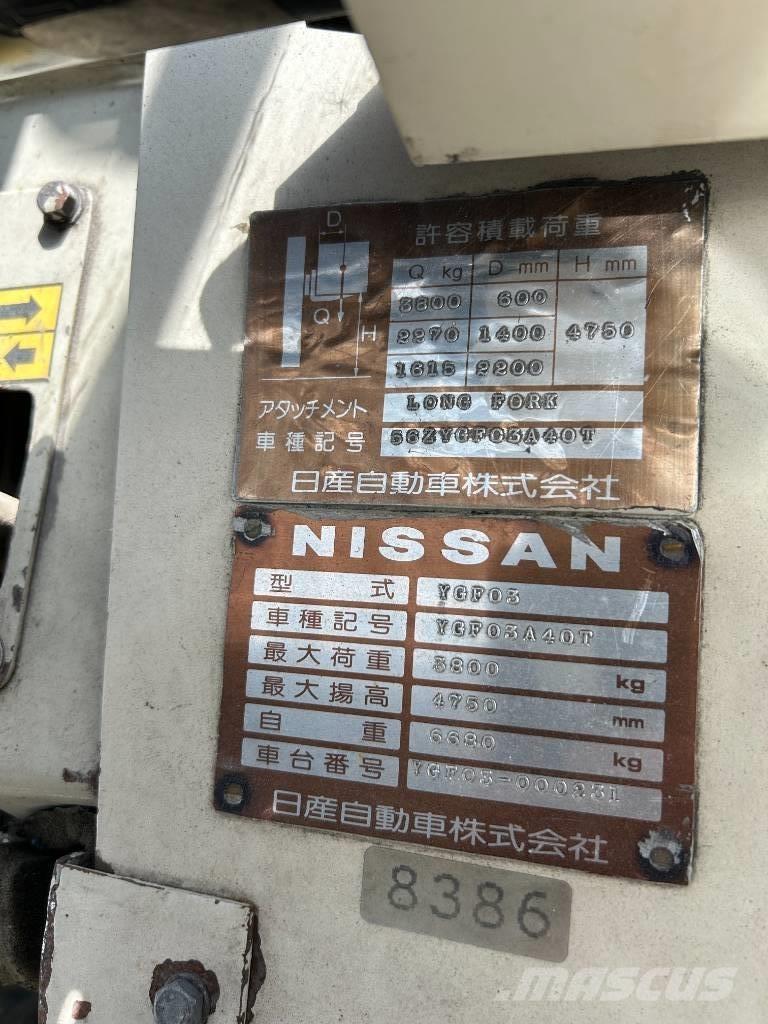 許容積載荷重
D
Q
H
Q kg D mm H mm
3800 600
2270 1400 4750
1615 2200
アタッチメント LONG FORK
車種記号 56ZYGF03A40T
日産自動車株式会社
NISSAN
型式 YGF03
車種記号 YGF03A40T
最大荷重 3800 kg
最大揚高 4750 mm
自重 6680 kg
車台番号 YGF03-000231
日産自動車株式会社
8386
MASCUS